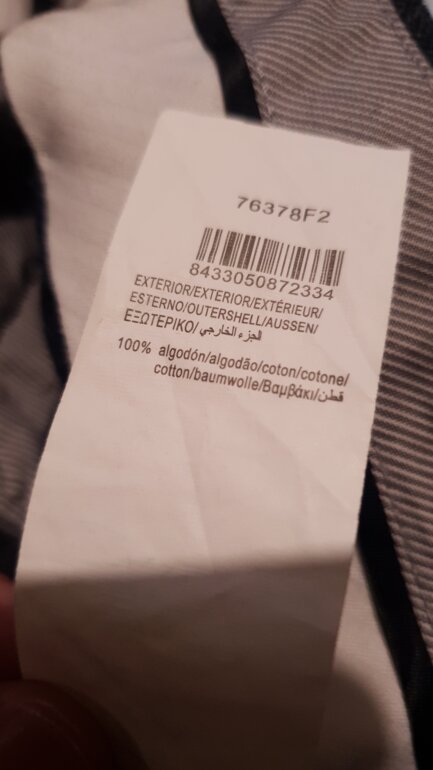 76378F2
8433050872334
EXTERIOR/EXTERIOR/EXTÉRIEUR/
ESTERNO/OUTERSHELL/AUSSEN/
ΕΞΩΤΕΡΙΚΟ/الجزء الخارجي
100% algodón/algodão/coton/cotone/
cotton/baumwolle/Βαμβάκι/قطن